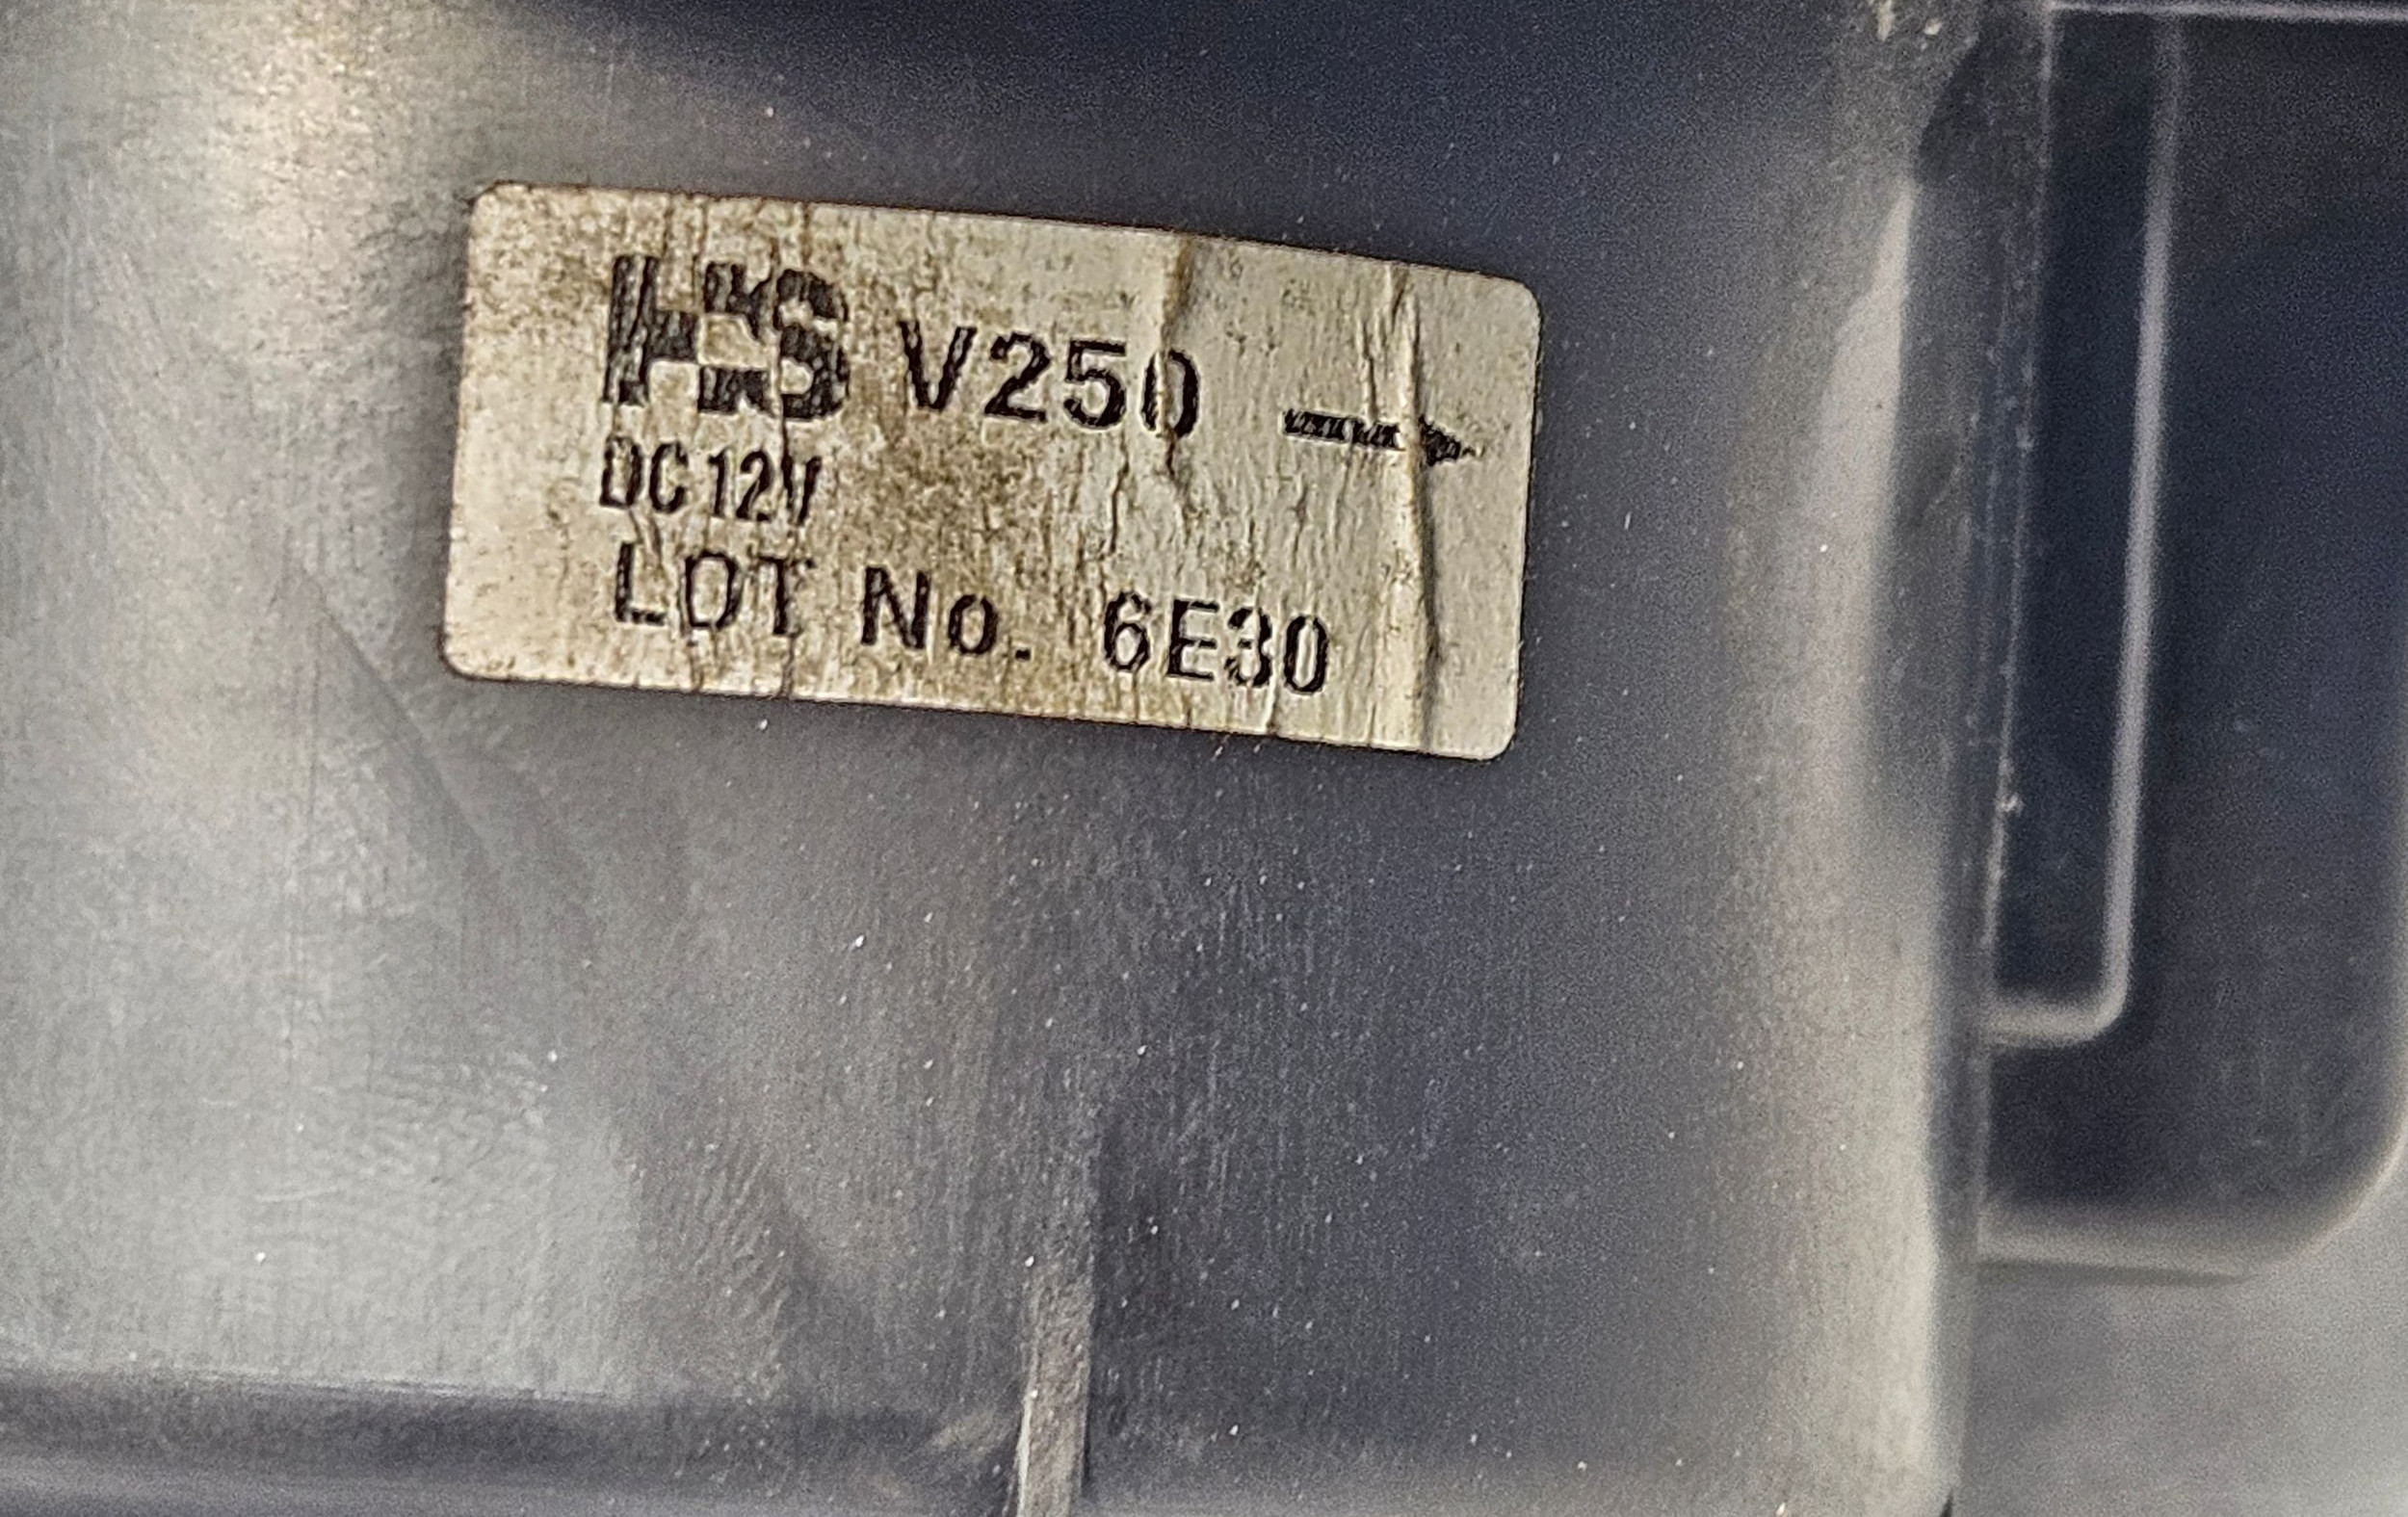 HS V250 →
DC 12V
LOT No. 6E30